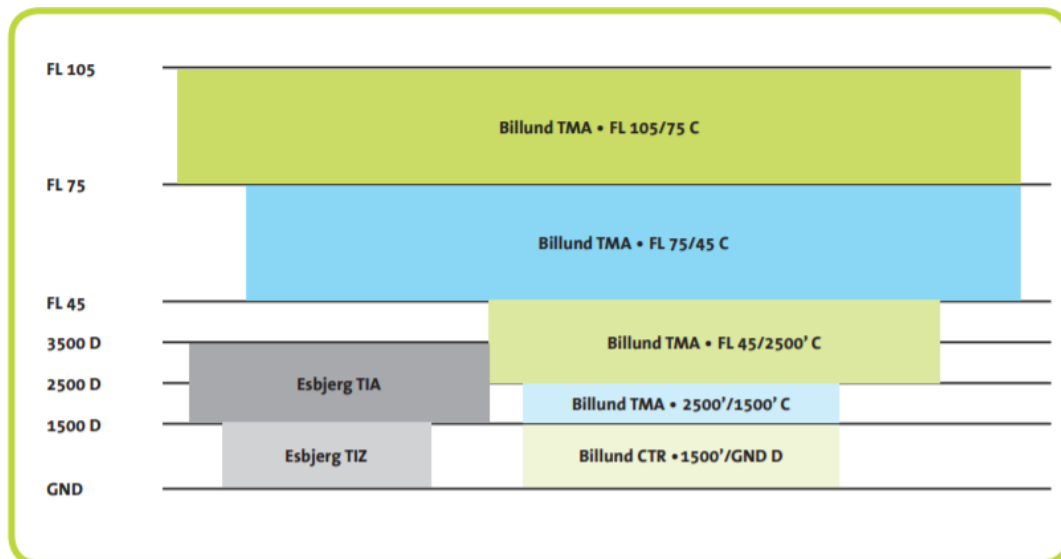 FL 105
Billund TMA • FL 105/75 C
FL 75
Billund TMA • FL 75/45 C
FL 45
3500 D
Billund TMA • FL 45/2500’ C
Esbjerg TIA
2500 D
Billund TMA • 2500’/1500’ C
1500 D
Esbjerg TIZ
Billund CTR •1500’/GND D
GND